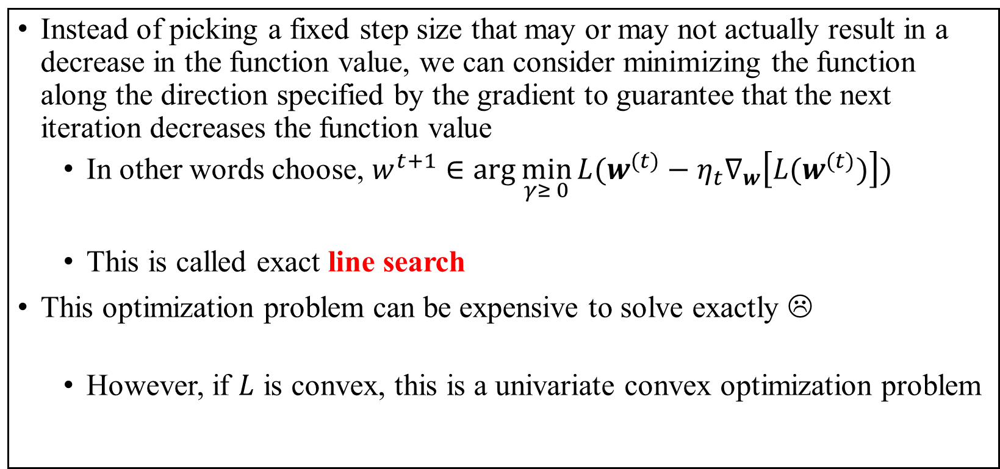 • Instead of picking a fixed step size that may or may not actually result in a
decrease in the function value, we can consider minimizing the function
along the direction specified by the gradient to guarantee that the next
iteration decreases the function value
• In other words choose, $w^{t+1} \in \arg\min_{\gamma \geq 0} L(\boldsymbol{w}^{(t)} - \eta_t \nabla_{\boldsymbol{w}}[L(\boldsymbol{w}^{(t)})])$
• This is called exact line search
• This optimization problem can be expensive to solve exactly ☹
• However, if $L$ is convex, this is a univariate convex optimization problem